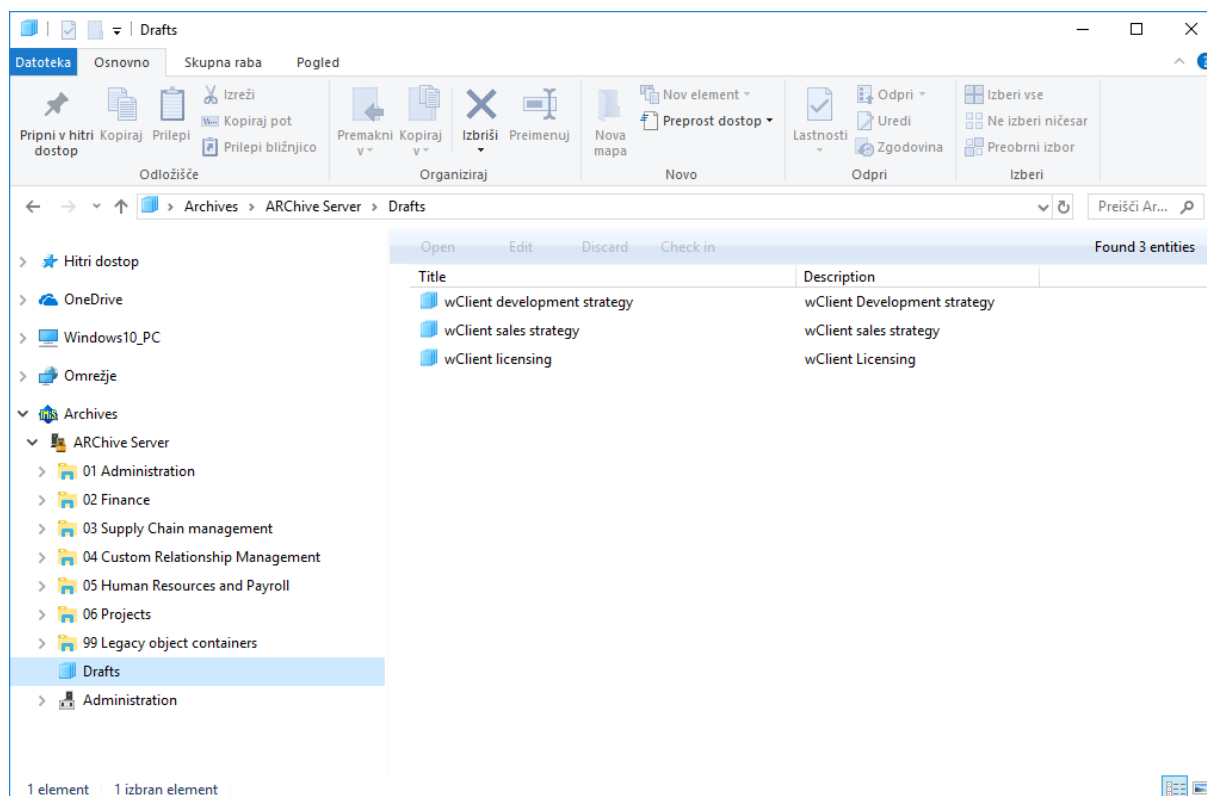 Drafts
Datoteka Osnovno Skupna raba Pogled
Pripni v hitri dostop
Kopiraj
Prilepi
Izreži
Kopiraj pot
Prilepi bližnjico
Odložišče
Premakni v
Kopiraj v
Izbriši
Preimenuj
Organiziraj
Nova mapa
Nov element
Preprost dostop
Novo
Lastnosti
Odpri
Uredi
Zgodovina
Odpri
Izberi vse
Ne izberi ničesar
Preobrni izbor
Izberi
Archives > ARChive Server > Drafts
Preišči Ar...
Hitri dostop
OneDrive
Windows10_PC
Omrežje
Archives
ARChive Server
01 Administration
02 Finance
03 Supply Chain management
04 Custom Relationship Management
05 Human Resources and Payroll
06 Projects
99 Legacy object containers
Drafts
Administration
Open Edit Discard Check in Found 3 entities
Title Description
wClient development strategy wClient Development strategy
wClient sales strategy wClient sales strategy
wClient licensing wClient Licensing
1 element 1 izbran element